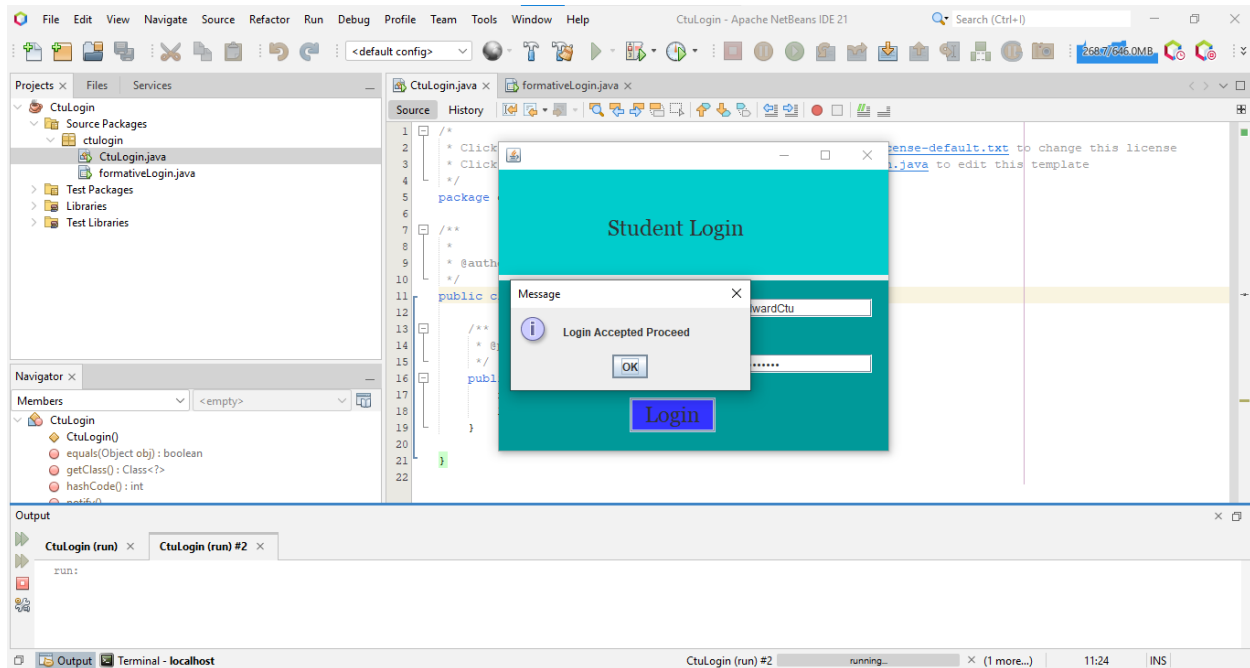 File Edit View Navigate Source Refactor Run Debug Profile Team Tools Window Help CtuLogin - Apache NetBeans IDE 21 Search (Ctrl+I)
<default config> 268.7/646.0MB
Projects Files Services
CtuLogin.java formativeLogin.java
CtuLogin
Source Packages
ctulogin
CtuLogin.java
formativeLogin.java
Test Packages
Libraries
Test Libraries
Source History
1 /*
2 * Click ense-default.txt to change this license
3 * Click .java to edit this template
4 */
5 package
6
7 /**
8 *
9 * @auth
10 */
11 public c
12
13 /**
14 *
15 */
16 publ
17
18
19 }
20
21 }
22
Student Login
Message
Login Accepted Proceed
OK
wardCtu
••••••
Login
Navigator
Members <empty>
CtuLogin
CtuLogin()
equals(Object obj) : boolean
getClass() : Class<?>
hashCode() : int
Output
CtuLogin (run) CtuLogin (run) #2
run:
Output Terminal - localhost CtuLogin (run) #2 running... (1 more...) 11:24 INS